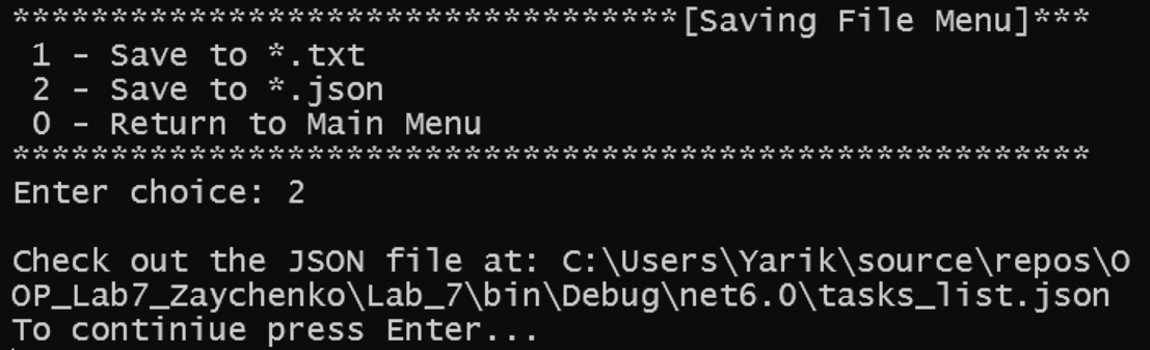 **********************************[Saving File Menu]***
 1 - Save to *.txt
 2 - Save to *.json
 0 - Return to Main Menu
*******************************************************
Enter choice: 2

Check out the JSON file at: C:\Users\Yarik\source\repos\O
OP_Lab7_Zaychenko\Lab_7\bin\Debug\net6.0\tasks_list.json
To continiue press Enter...